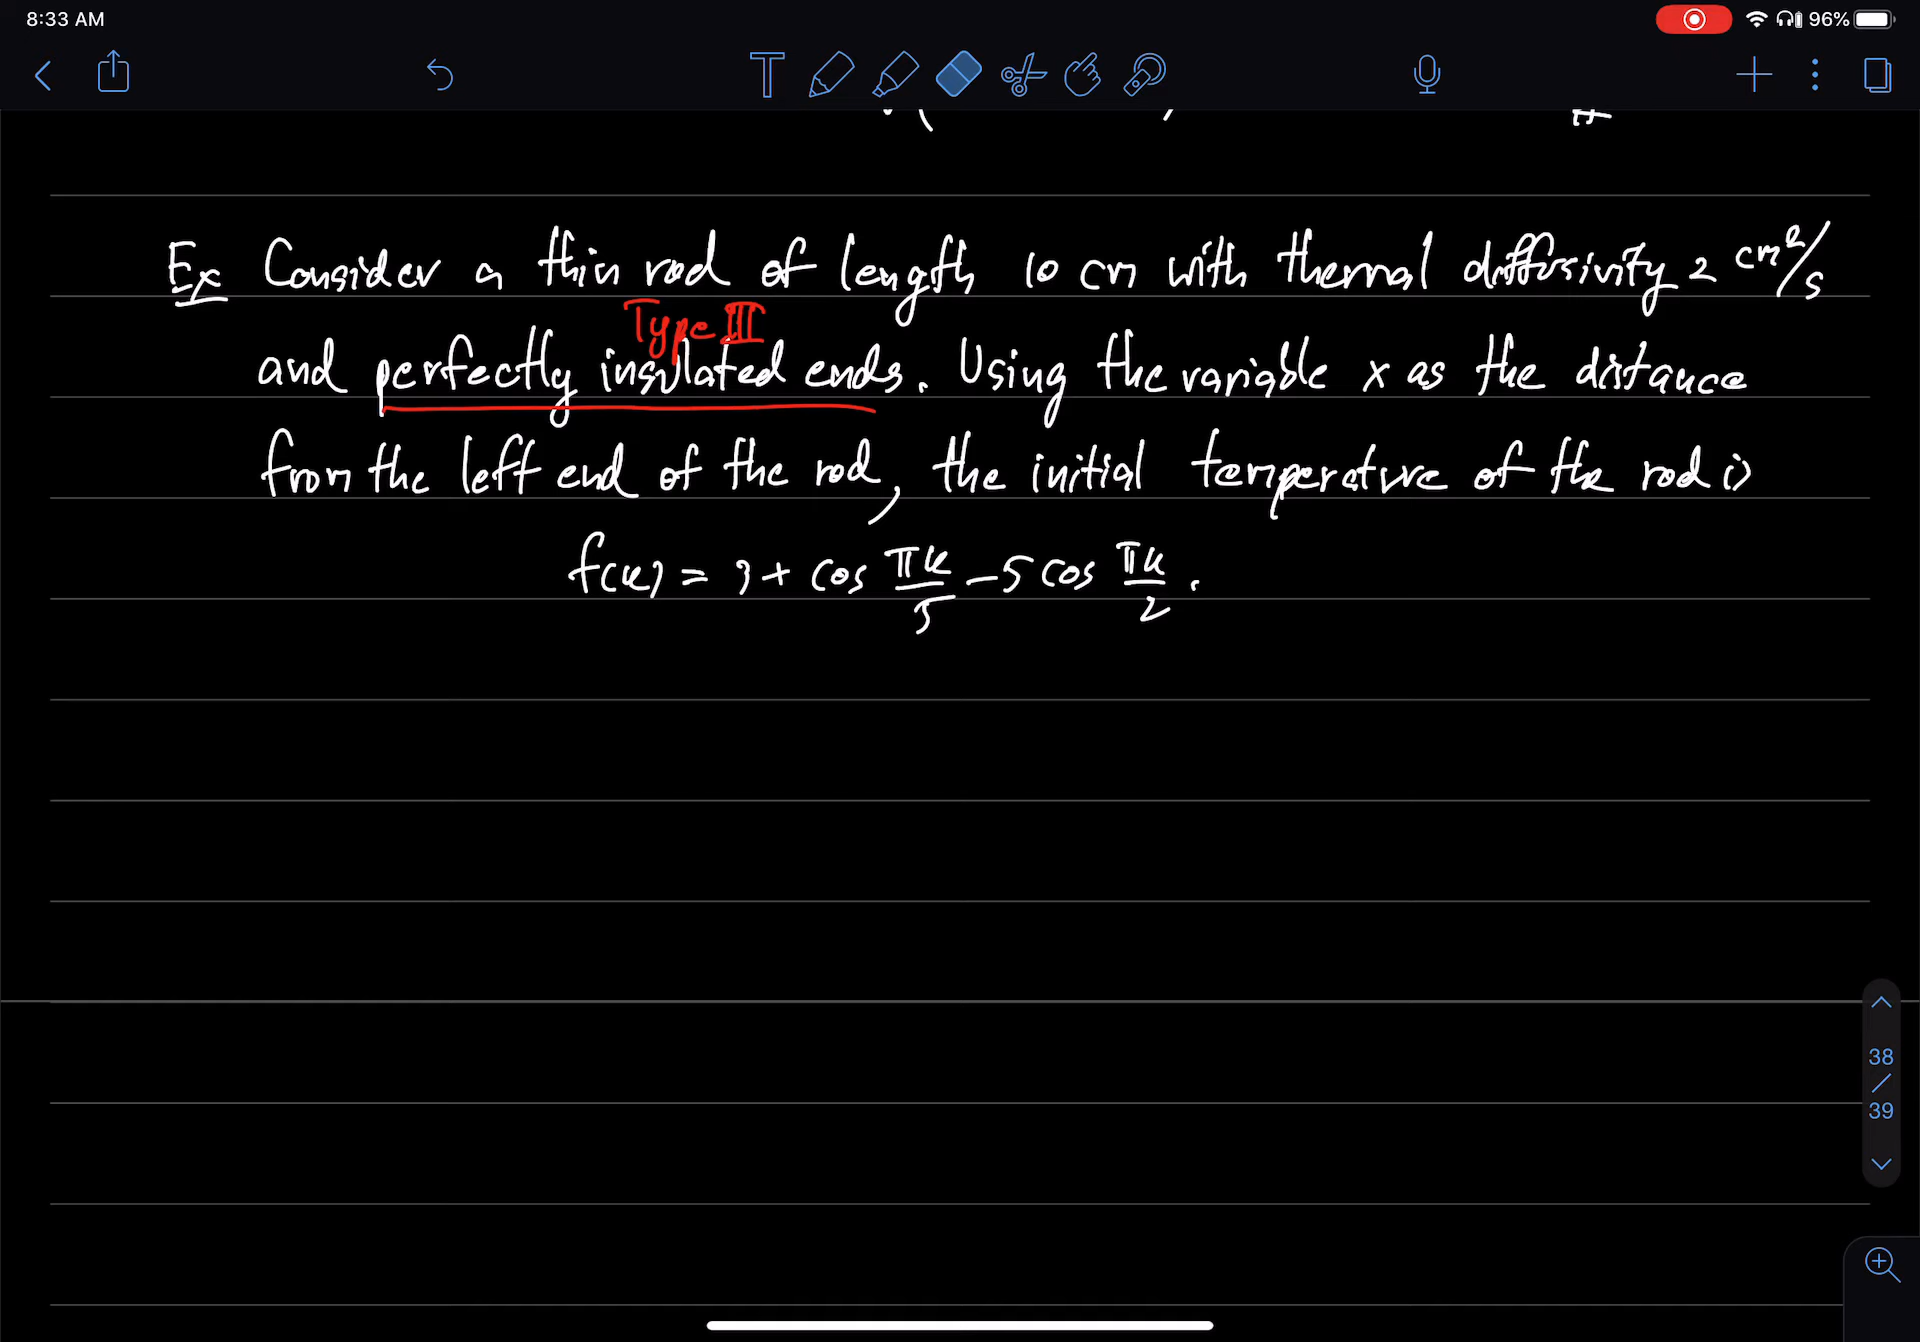 8:33 AM
96%
Ex Consider a thin rod of length 10 cm with thermal diffusivity 2 cm²/s
Type III
and perfectly insulated ends. Using the variable x as the distance
from the left end of the rod, the initial temperature of the rod is
f(x) = 3 + cos πx/5 - 5 cos πx/2 .
38
/
39